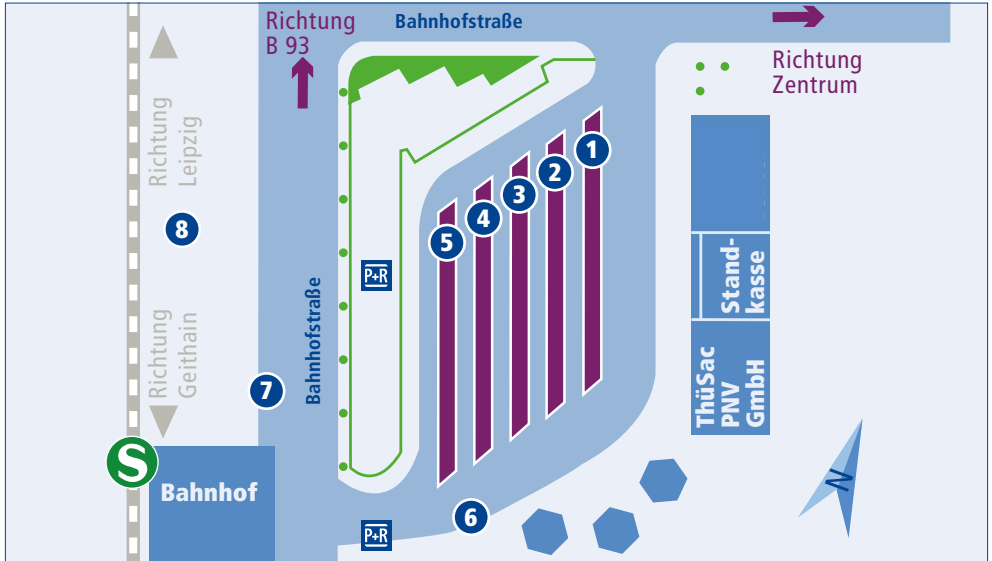 Richtung
B 93
Bahnhofstraße
Richtung
Zentrum
Richtung
Leipzig
1
2
3
4
5
8
P+R
Stand-
kasse
Bahnhofstraße
Richtung
Geithain
7
ThüSac
PNV
GmbH
S
Bahnhof
6
P+R
N